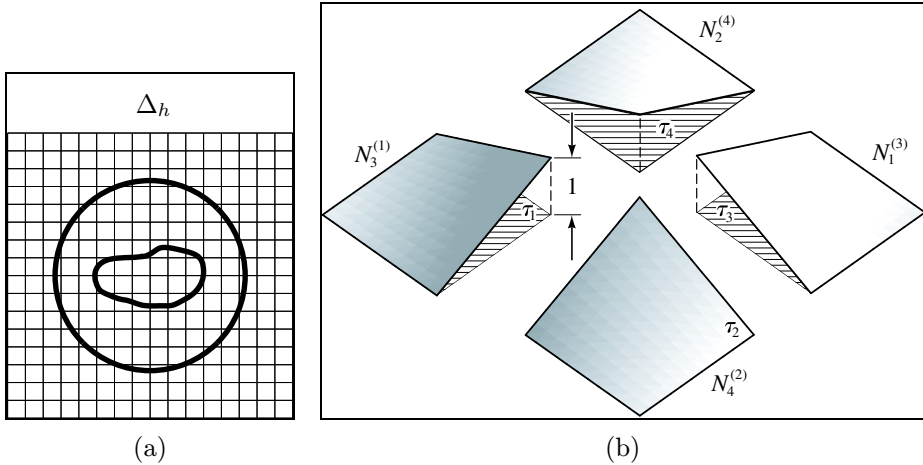 Δ_h
N_2^{(4)}
τ_4
N_3^{(1)}
N_1^{(3)}
1
τ_1
τ_3
τ_2
N_4^{(2)}
(a)
(b)